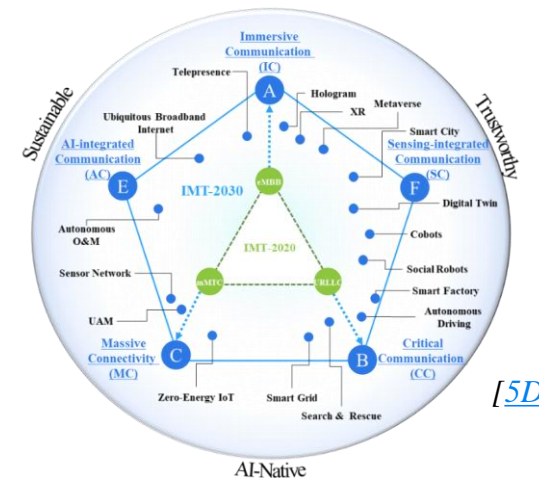 Immersive
Communication
(IC)
Telepresence
A
Hologram
XR
Metaverse
Ubiquitous Broadband
Internet
Smart City
Sustainable
Trustworthy
AI-integrated
Communication
(AC)
Sensing-integrated
Communication
(SC)
E
IMT-2030
eMBB
F
Digital Twin
Autonomous
O&M
IMT-2020
Cobots
Sensor Network
mMTC
URLLC
Social Robots
Smart Factory
UAM
Autonomous
Driving
Massive
Connectivity
(MC)
C
B
Critical
Communication
(CC)
Zero-Energy IoT
Smart Grid
Search & Rescue
[5D
AI-Native